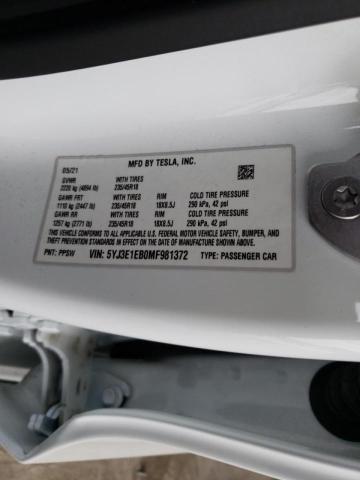 MFD BY TESLA, INC.
05/21
GVWR WITH TIRES
2220 kg (4894 lb) 235/45R18
GAWR FRT WITH TIRES RIM COLD TIRE PRESSURE
1110 kg (2447 lb) 235/45R18 18X8.5J 290 kPa, 42 psi
GAWR RR WITH TIRES RIM COLD TIRE PRESSURE
1257 kg (2771 lb) 235/45R18 18X8.5J 290 kPa, 42 psi
THIS VEHICLE CONFORMS TO ALL APPLICABLE U.S. FEDERAL MOTOR VEHICLE
SAFETY, BUMPER, AND THEFT PREVENTION STANDARDS IN EFFECT ON THE
DATE OF MANUFACTURE SHOWN ABOVE.
PNT: PPSW VIN: 5YJ3E1EB0MF981372 TYPE: PASSENGER CAR